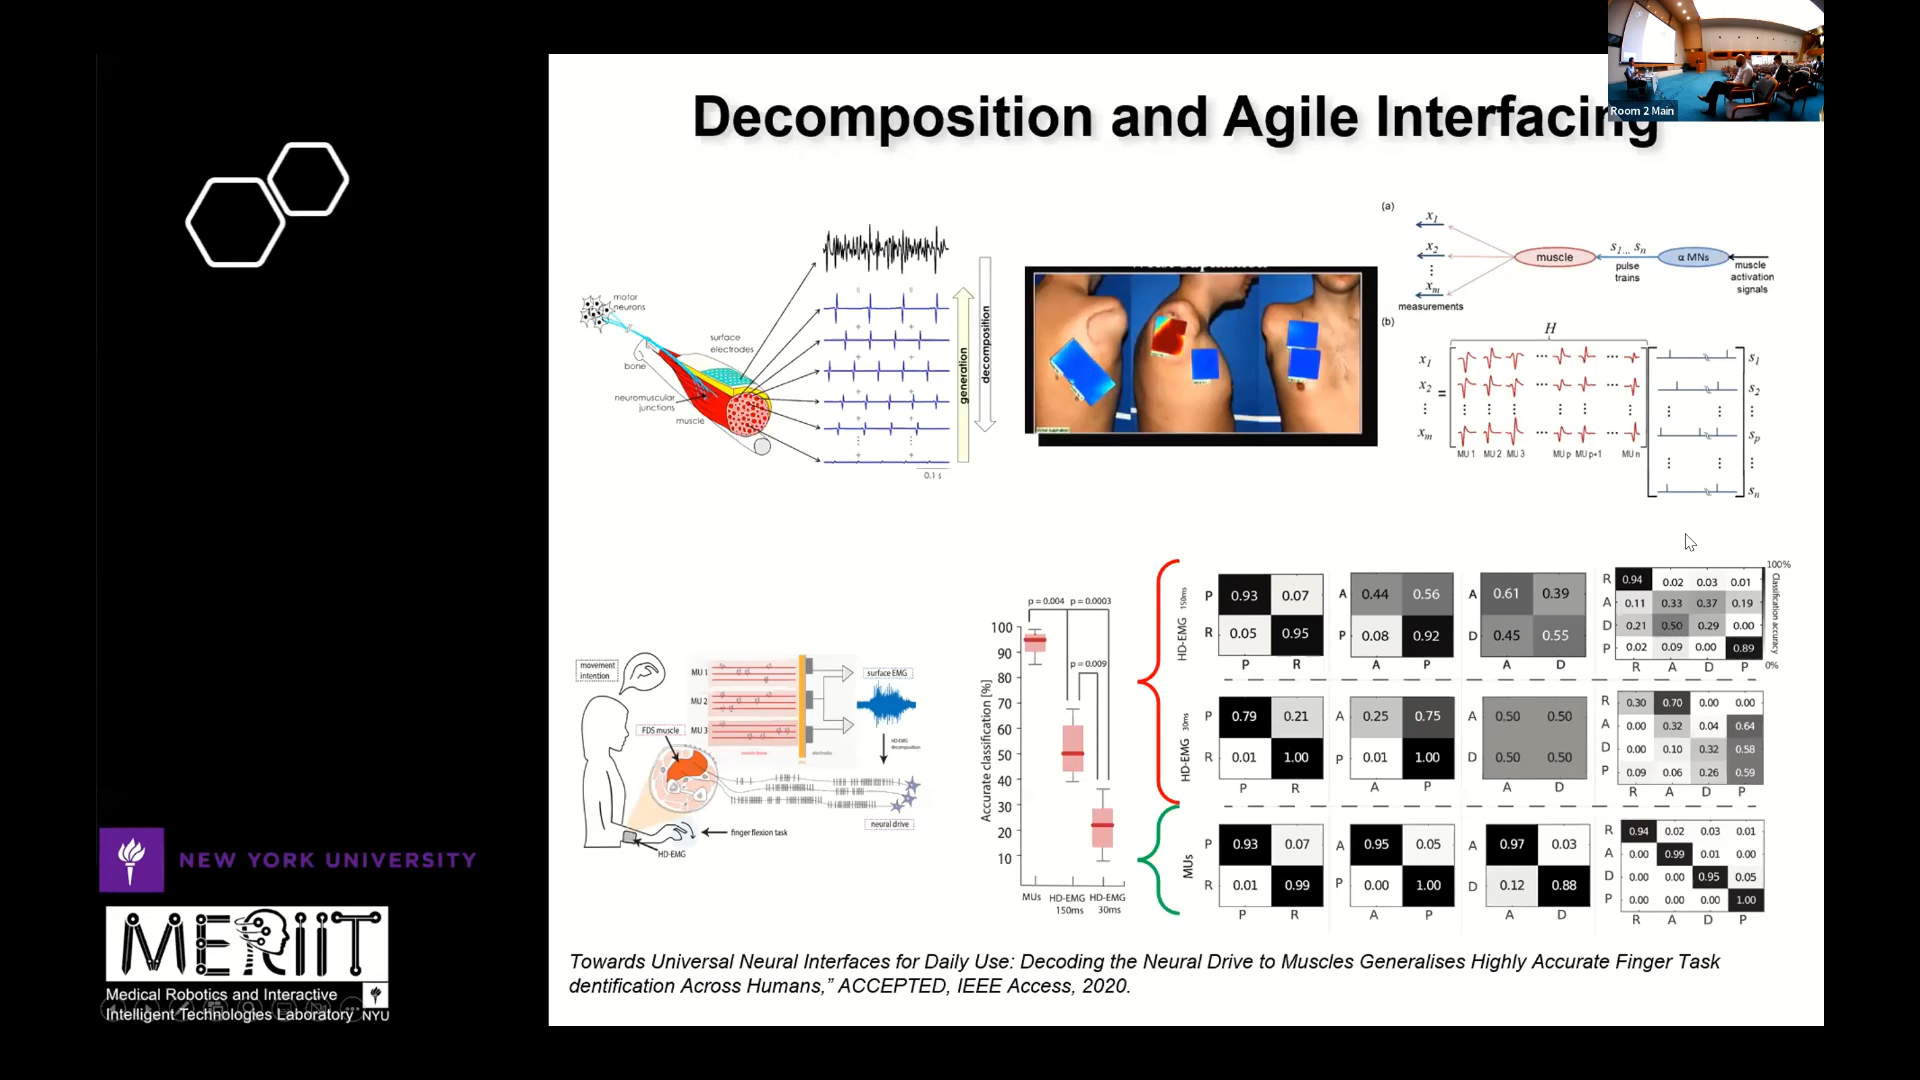 Decomposition and Agile Interfacing
Room 2 Main
motor
neurons
bone
surface
electrodes
neuromuscular
junctions
muscle
generation
decomposition
0.1 s
(a)
x1
x2
xm
measurements
muscle
s1... sn
pulse
trains
α MNs
muscle
activation
signals
(b)
H
x1
x2
=
xm
MU 1 MU 2 MU 3 MU p MU p+1 MU n
s1
s2
sp
sn
movement
intention
FDS muscle
MU 1
MU 2
MU 3
surface EMG
HD-EMG
decomposition
neural drive
finger flexion task
HD-EMG
p = 0.004 p = 0.0003
p = 0.009
Accurate classification [%]
100
90
80
70
60
50
40
30
20
10
MUs HD-EMG HD-EMG
150ms 30ms
HD-EMG 150ms
P 0.93 0.07
R 0.05 0.95
P R
A 0.44 0.56
P 0.08 0.92
A P
A 0.61 0.39
D 0.45 0.55
A D
R 0.94 0.02 0.03 0.01
A 0.11 0.33 0.37 0.19
D 0.21 0.50 0.29 0.00
P 0.02 0.09 0.00 0.89
R A D P
100%
Classification accuracy
0%
HD-EMG 30ms
P 0.79 0.21
R 0.01 1.00
P R
A 0.25 0.75
P 0.01 1.00
A P
A 0.50 0.50
D 0.50 0.50
A D
R 0.30 0.70 0.00 0.00
A 0.00 0.32 0.04 0.64
D 0.00 0.10 0.32 0.58
P 0.09 0.06 0.26 0.59
R A D P
MUs
P 0.93 0.07
R 0.01 0.99
P R
A 0.95 0.05
P 0.00 1.00
A P
A 0.97 0.03
D 0.12 0.88
A D
R 0.94 0.02 0.03 0.01
A 0.00 0.99 0.01 0.00
D 0.00 0.00 0.95 0.05
P 0.00 0.00 0.00 1.00
R A D P
Towards Universal Neural Interfaces for Daily Use: Decoding the Neural Drive to Muscles Generalises Highly Accurate Finger Task
dentification Across Humans,” ACCEPTED, IEEE Access, 2020.
NEW YORK UNIVERSITY
MERIIT
Medical Robotics and Interactive
Intelligent Technologies Laboratory NYU